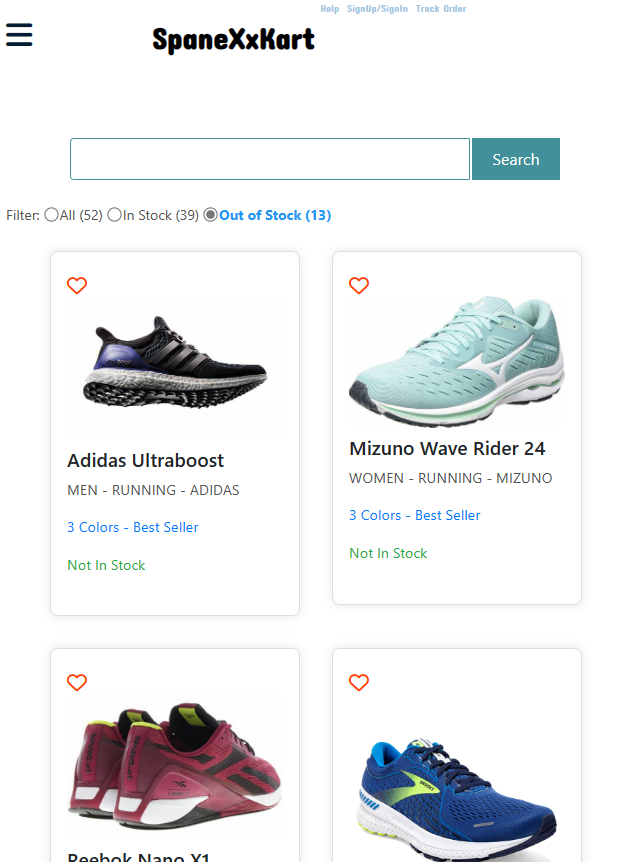 Help SignUp/SignIn Track Order
SpaneXxKart
Search
Filter: All (52) In Stock (39) Out of Stock (13)
Adidas Ultraboost
MEN - RUNNING - ADIDAS
3 Colors - Best Seller
Not In Stock
Mizuno Wave Rider 24
WOMEN - RUNNING - MIZUNO
3 Colors - Best Seller
Not In Stock
Reebok Nano X1